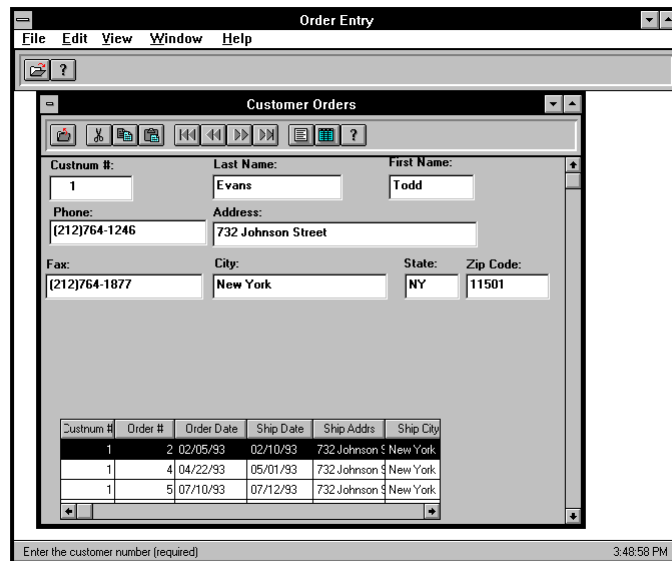 Order Entry
File Edit View Window Help
?
Customer Orders
?
Custnum #: Last Name: First Name:
1 Evans Todd
Phone: Address:
(212)764-1246 732 Johnson Street
Fax: City: State: Zip Code:
(212)764-1877 New York NY 11501
Custnum # Order # Order Date Ship Date Ship Addrs Ship City
1 2 02/05/93 02/10/93 732 Johnson S New York
1 4 04/22/93 05/01/93 732 Johnson S New York
1 5 07/10/93 07/12/93 732 Johnson S New York
Enter the customer number (required) 3:48:58 PM